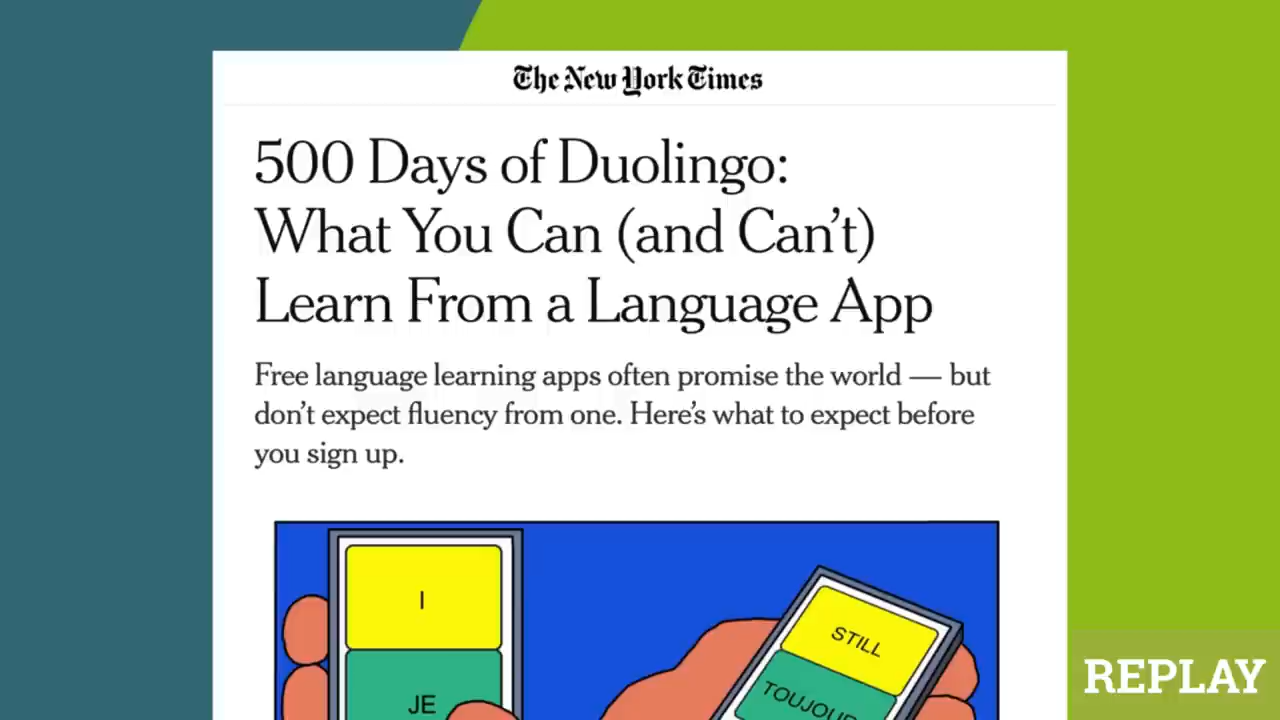 The New York Times
500 Days of Duolingo:
What You Can (and Can't)
Learn From a Language App
Free language learning apps often promise the world — but
don't expect fluency from one. Here's what to expect before
you sign up.
I
STILL
JE
TOUJOUR
REPLAY